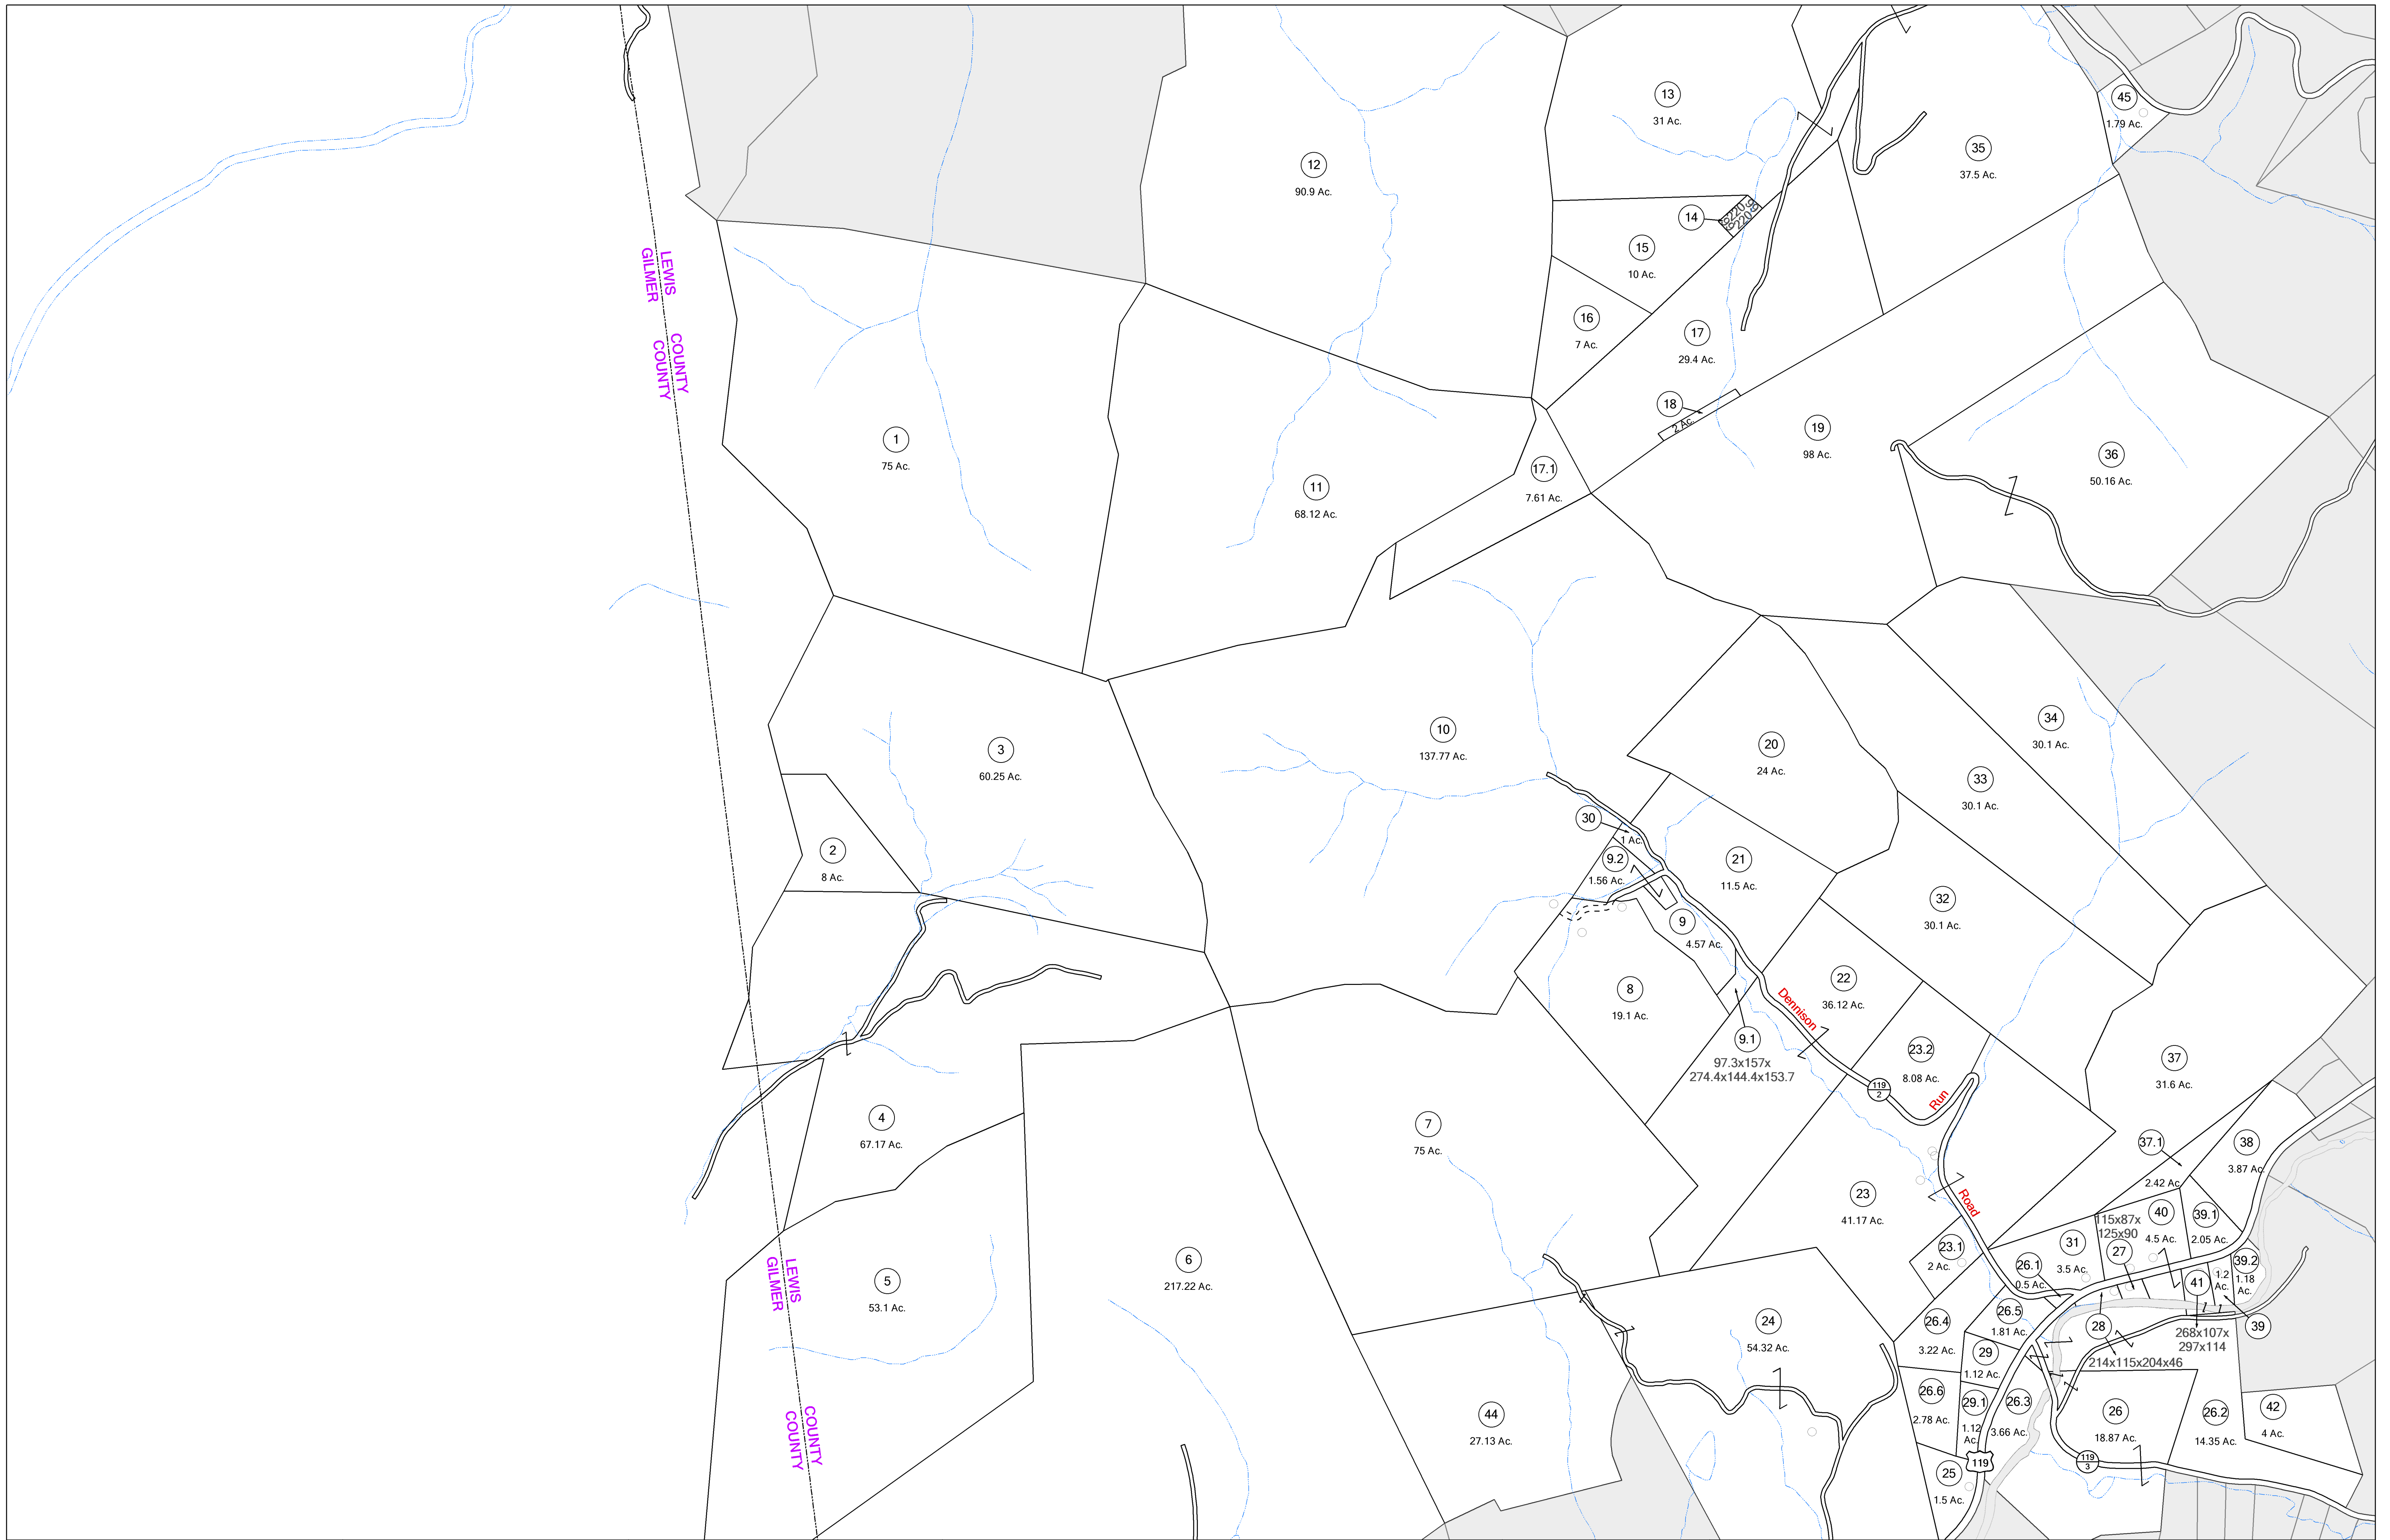 45
1.79 Ac.
13
31 Ac.
35
37.5 Ac.
12
90.9 Ac.
14
220
220
15
10 Ac.
LEWIS
GILMER
COUNTY
COUNTY
16
7 Ac.
17
29.4 Ac.
18
2 Ac.
19
98 Ac.
1
75 Ac.
36
50.16 Ac.
17.1
7.61 Ac.
11
68.12 Ac.
34
30.1 Ac.
10
137.77 Ac.
20
24 Ac.
3
60.25 Ac.
33
30.1 Ac.
30
1 Ac.
2
8 Ac.
9.2
1.56 Ac.
21
11.5 Ac.
32
30.1 Ac.
9
4.57 Ac.
8
19.1 Ac.
22
36.12 Ac.
Dennison
9.1
97.3x157x
274.4x144.4x153.7
23.2
8.08 Ac.
119
2
Run
37
31.6 Ac.
4
67.17 Ac.
7
75 Ac.
37.1
2.42 Ac.
38
3.87 Ac.
23
41.17 Ac.
Road
115x87x
125x90
40
4.5 Ac.
39.1
2.05 Ac.
23.1
2 Ac.
31
3.5 Ac.
27
6
217.22 Ac.
LEWIS
GILMER
5
53.1 Ac.
26.1
0.5 Ac.
41
1.2
Ac.
39.2
1.18
Ac.
26.5
1.81 Ac.
24
54.32 Ac.
26.4
3.22 Ac.
28
39
268x107x
297x114
214x115x204x46
29
1.12 Ac.
26.6
2.78 Ac.
29.1
1.12
Ac.
26.3
3.66 Ac.
26
18.87 Ac.
26.2
14.35 Ac.
42
4 Ac.
44
27.13 Ac.
COUNTY
COUNTY
119
119
3
25
1.5 Ac.